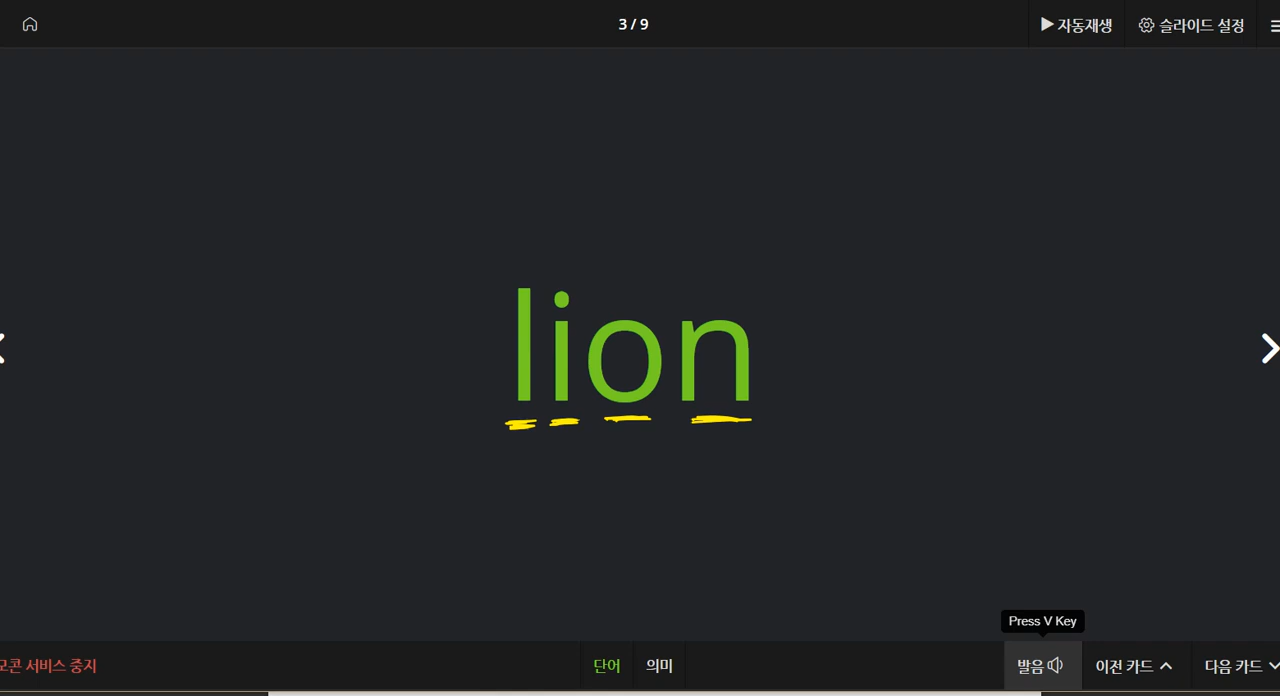 3 / 9
자동재생
슬라이드 설정
lion
Press V Key
모콘 서비스 중지
단어
의미
발음
이전 카드
다음 카드